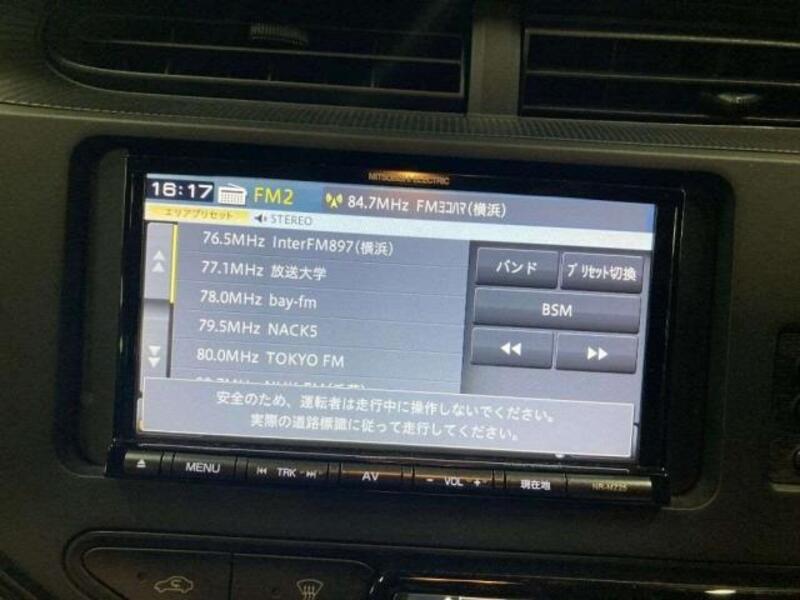 MITSUBISHI ELECTRIC
16:17 FM2 84.7MHz FMヨコハマ(横浜)
エリアプリセット STEREO
76.5MHz InterFM897(横浜)
77.1MHz 放送大学
78.0MHz bay-fm
79.5MHz NACK5
80.0MHz TOKYO FM
バンド プリセット切換
BSM
安全のため、運転者は走行中に操作しないでください。
実際の道路標識に従って走行してください。
MENU TRK AV - VOL + 現在地